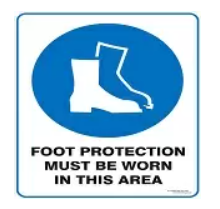 FOOT PROTECTION
MUST BE WORN
IN THIS AREA